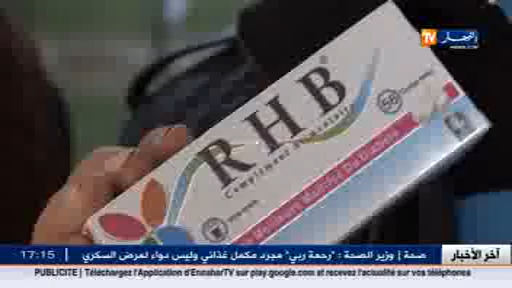 النهار TV
RHB®
Complément alimentaire
Meilleure Maîtrise Du Diabète
آخر الأخبار
صحة | وزير الصحة : "رحمة ربي" مجرد مكمل غذائي وليس دواء لمرض السكري
17:15
PUBLICITE | Téléchargez l'Application d'EnnaharTV sur play.google.com et recevez l'actualité sur vos téléphones